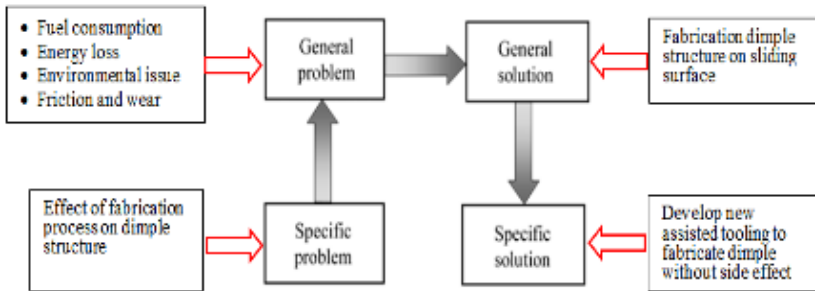 • Fuel consumption
• Energy loss
• Environmental issue
• Friction and wear
General
problem
General
solution
Fabrication dimple
structure on sliding
surface
Effect of fabrication
process on dimple
structure
Specific
problem
Specific
solution
Develop new
assisted tooling to
fabricate dimple
without side effect